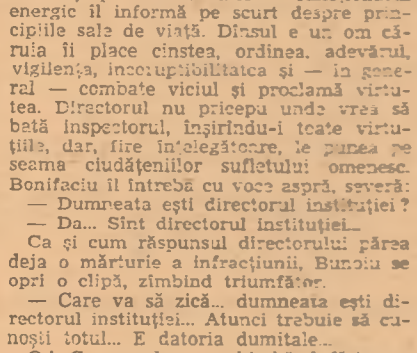 energic îl informă pe scurt despre prin-
cipiile sale de viață. Dînsul e un om că-
ruia îi place cinstea, ordinea, adevărul,
vigilența, incoruptibilitatea și — în gene-
ral — combate viciul și proclamă virtu-
tea. Directorul nu pricepu unde vrea să
bată inspectorul, înșirîndu-i toate virtu-
țiile, dar, fire înțelegătoare, le punea pe
seama ciudățeniilor sufletului omenesc.
Bonifaciu îl întrebă cu voce aspră, severă:
— Dumneata ești directorul instituției ?
— Da... Sînt directorul instituției...
Ca și cum răspunsul directorului părea
deja o mărturie a infracțiunii, Bunoiu se
opri o clipă, zîmbind triumfător.
— Care va să zică... dumneata ești di-
rectorul instituției... Atunci trebuie să cu-
noști totul... E datoria dumitale...